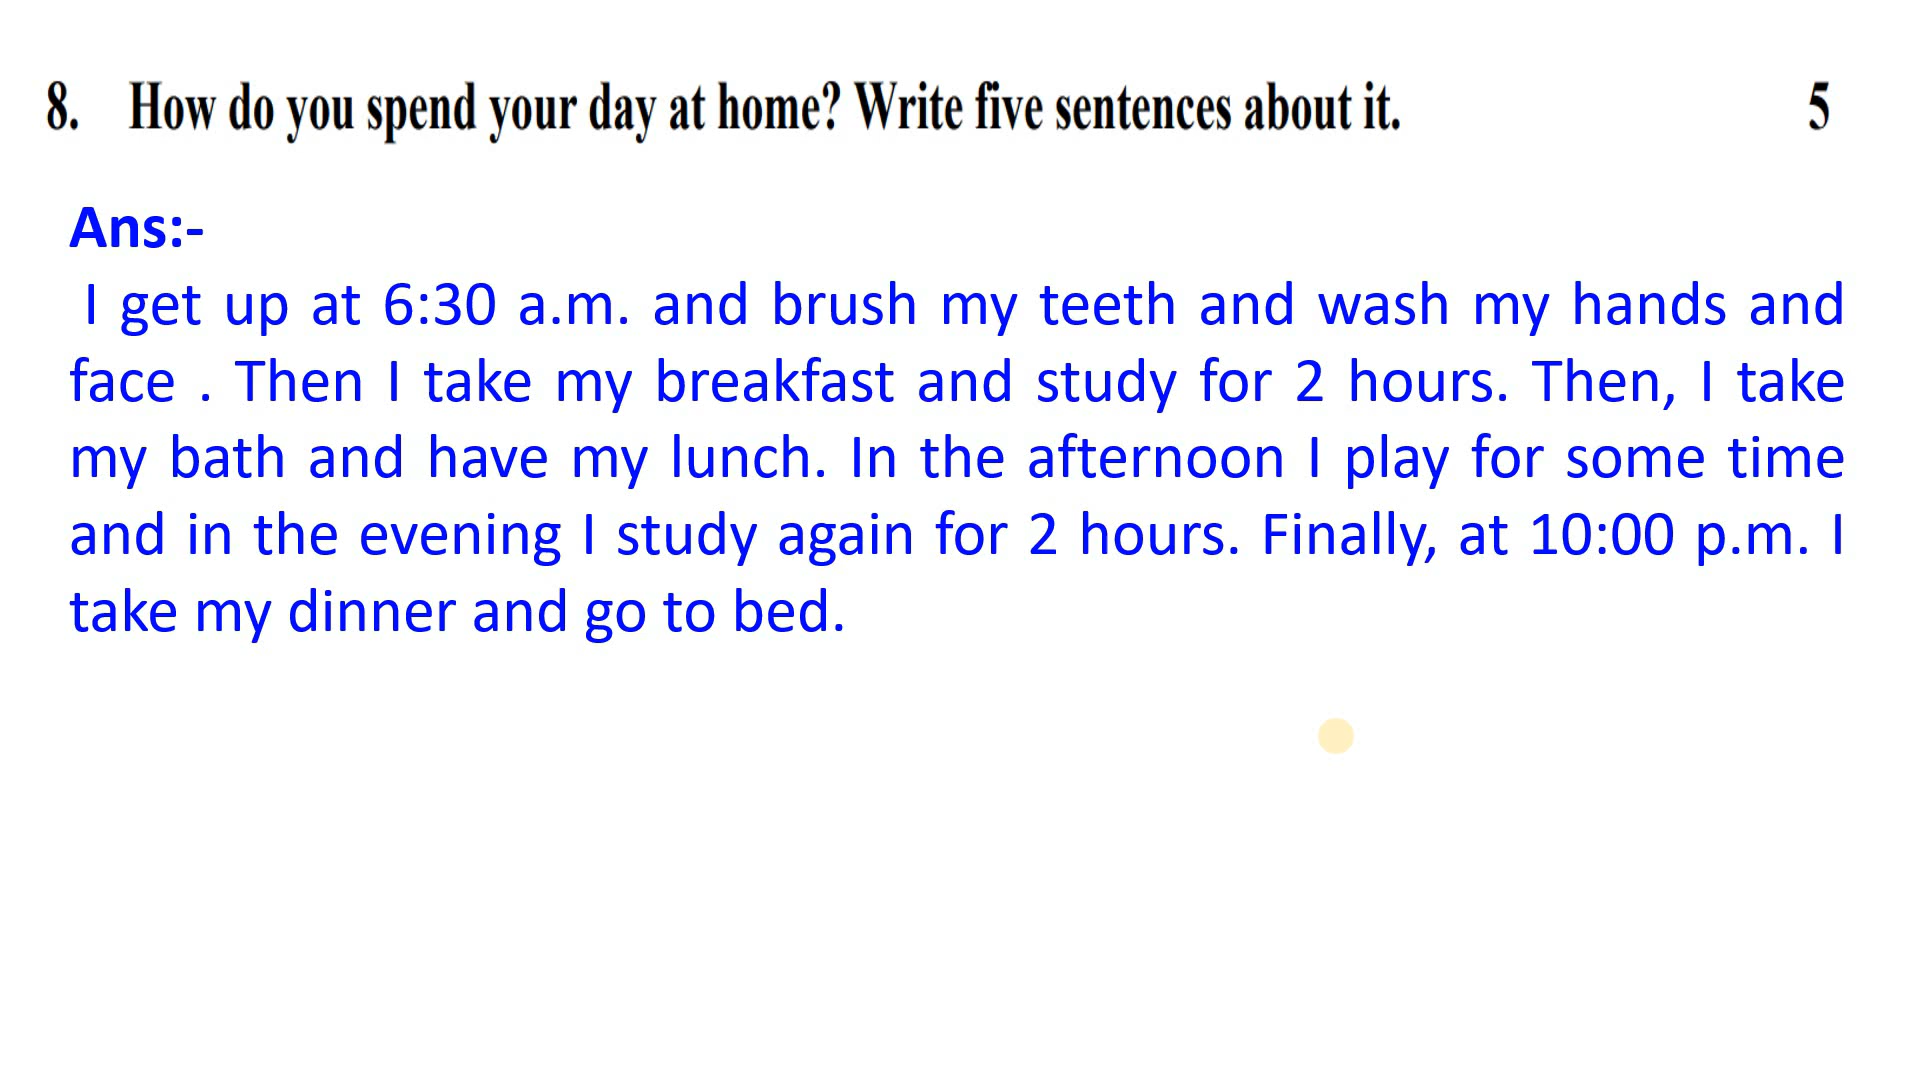 8. How do you spend your day at home? Write five sentences about it. 5
Ans:-
I get up at 6:30 a.m. and brush my teeth and wash my hands and
face . Then I take my breakfast and study for 2 hours. Then, I take
my bath and have my lunch. In the afternoon I play for some time
and in the evening I study again for 2 hours. Finally, at 10:00 p.m. I
take my dinner and go to bed.